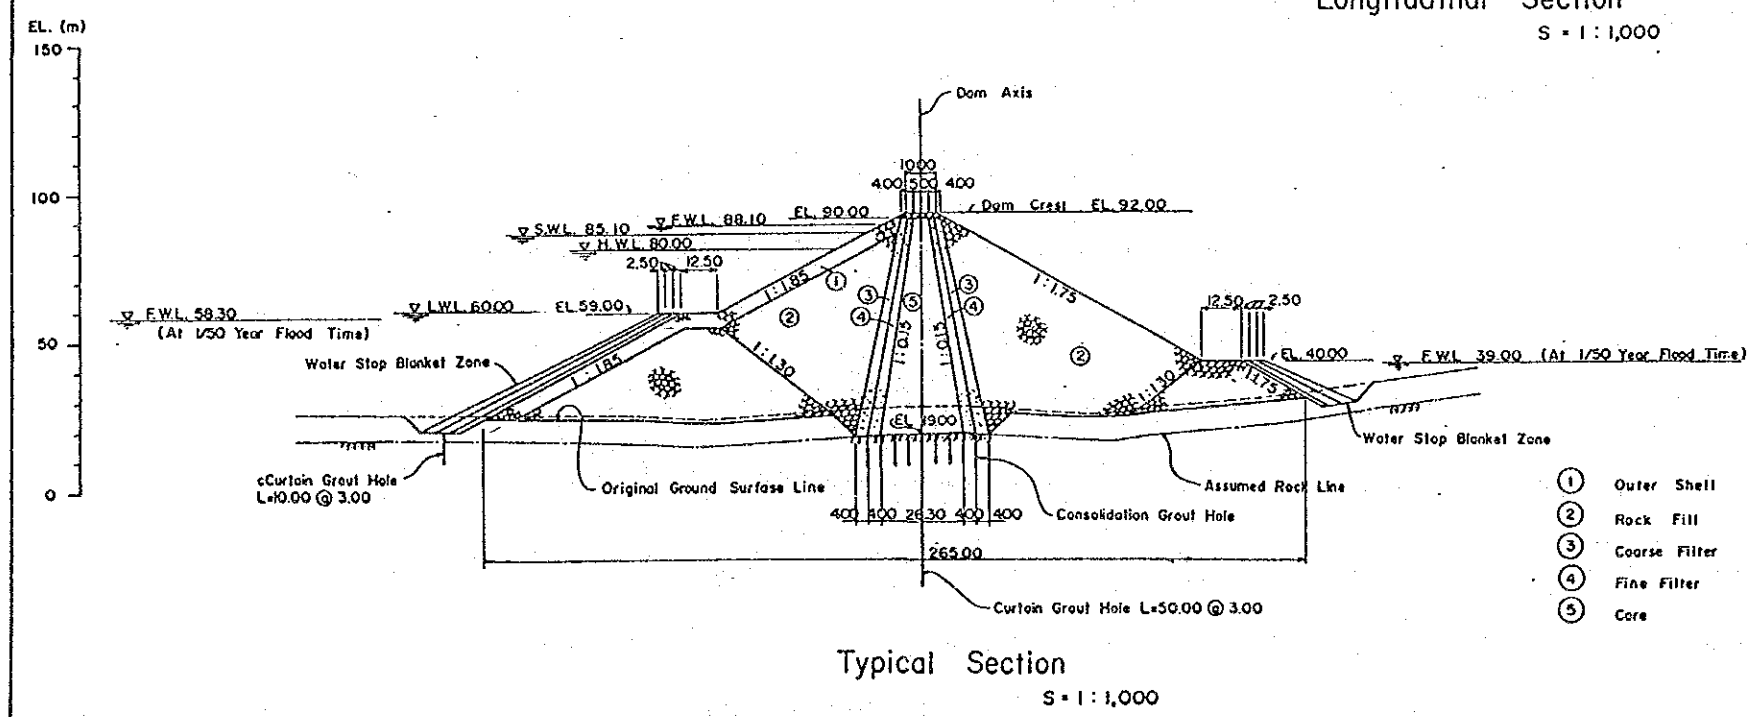 Longitudinal Section
S = 1 : 1,000
EL. (m)
150
100
50
0
Dam Axis
10.00
4.00 5.00 4.00
Dam Crest EL. 92.00
EL. 90.00
F.W.L. 88.10
S.W.L. 85.10
H.W.L. 80.00
2.50 12.50
L.W.L. 60.00
EL. 59.00
F.W.L. 58.30
(At 1/50 Year Flood Time)
Water Stop Blanket Zone
1 : 1.85
1 : 1.85
1 : 1.30
1
2
3
4
5
1 : 0.15
1 : 0.15
3
4
1 : 1.75
2
12.50 2.50
EL. 40.00
F.W.L. 39.00 (At 1/50 Year Flood Time)
1 : 1.30
1 : 1.75
Water Stop Blanket Zone
EL. 19.00
cCurtain Grout Hole
L=10.00 @ 3.00
Original Ground Surfase Line
Assumed Rock Line
Consolidation Grout Hole
4.00 4.00 26.30 4.00 4.00
265.00
Curtain Grout Hole L=50.00 @ 3.00
1 Outer Shell
2 Rock Fill
3 Coarse Filter
4 Fine Filter
5 Core
Typical Section
S = 1 : 1,000